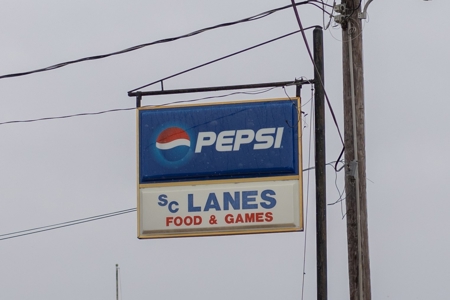 PEPSI
SC LANES
FOOD & GAMES